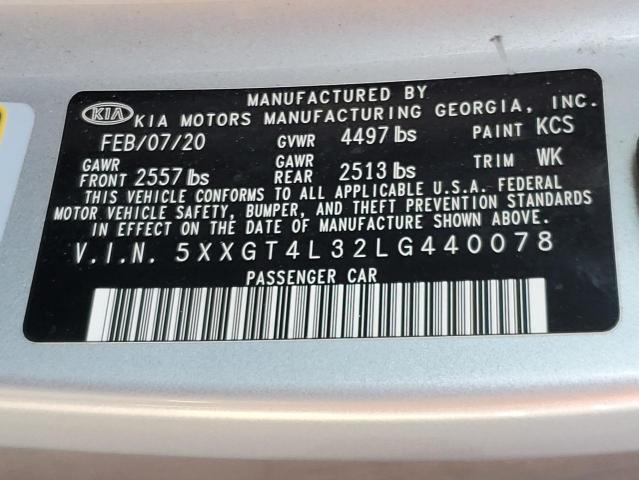 MANUFACTURED BY
KIA KIA MOTORS MANUFACTURING GEORGIA, INC.
FEB/07/20 GVWR 4497 lbs PAINT KCS
GAWR FRONT 2557 lbs GAWR REAR 2513 lbs TRIM WK
THIS VEHICLE CONFORMS TO ALL APPLICABLE U.S.A. FEDERAL
MOTOR VEHICLE SAFETY, BUMPER, AND THEFT PREVENTION STANDARDS
IN EFFECT ON THE DATE OF MANUFACTURE SHOWN ABOVE.
V.I.N. 5XXGT4L32LG440078
PASSENGER CAR